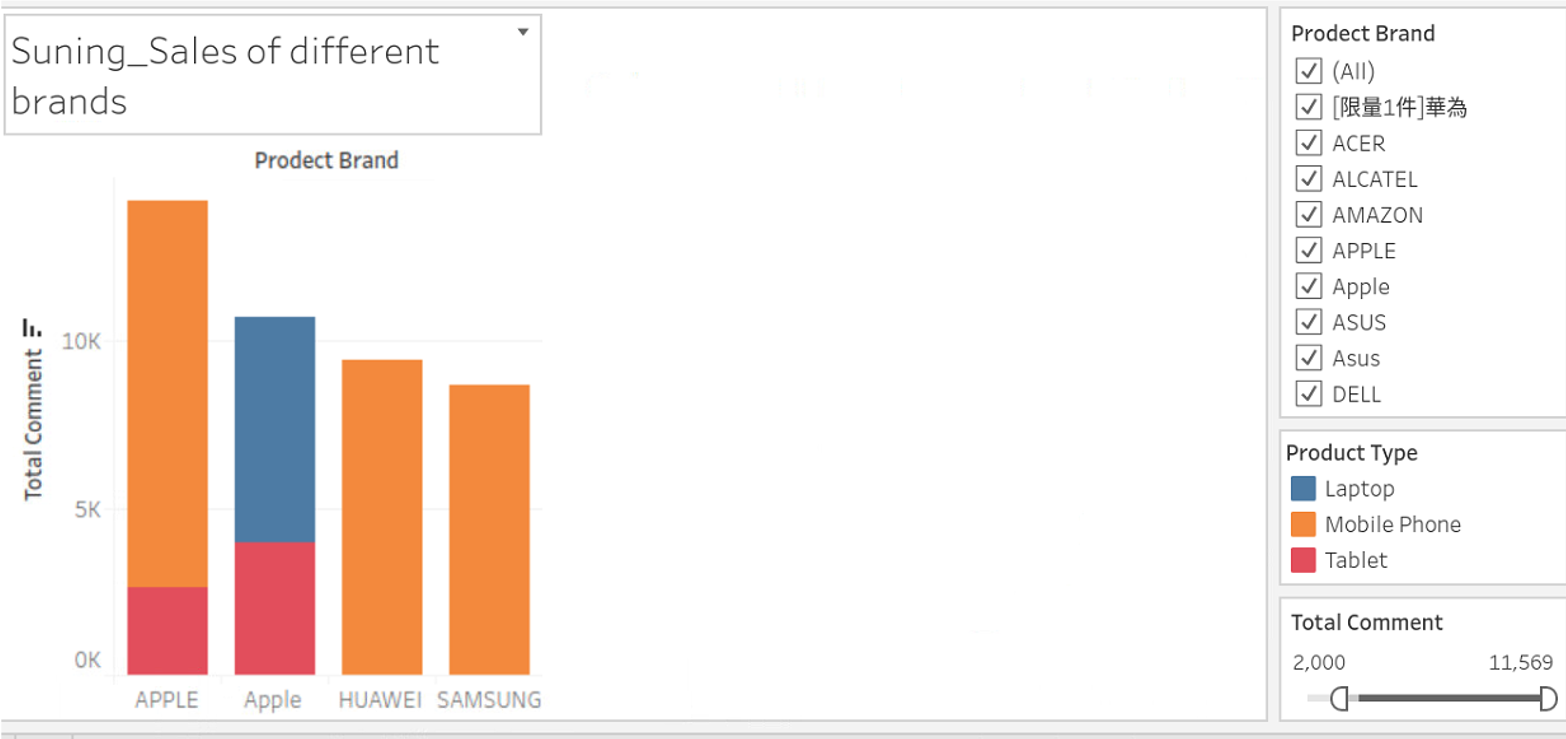 Suning_Sales of different
brands
Prodect Brand
Total Comment
10K
5K
0K
APPLE
Apple
HUAWEI
SAMSUNG
Prodect Brand
(All)
[限量1件]華為
ACER
ALCATEL
AMAZON
APPLE
Apple
ASUS
Asus
DELL
Product Type
Laptop
Mobile Phone
Tablet
Total Comment
2,000
11,569